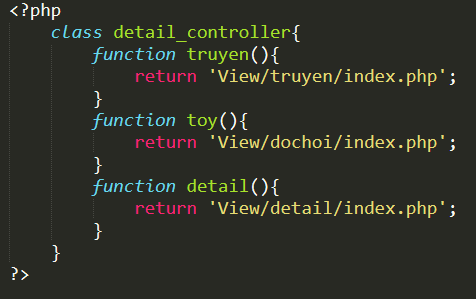 <?php
    class detail_controller{
        function truyen(){
            return 'View/truyen/index.php';
        }
        function toy(){
            return 'View/dochoi/index.php';
        }
        function detail(){
            return 'View/detail/index.php';
        }
    }
?>